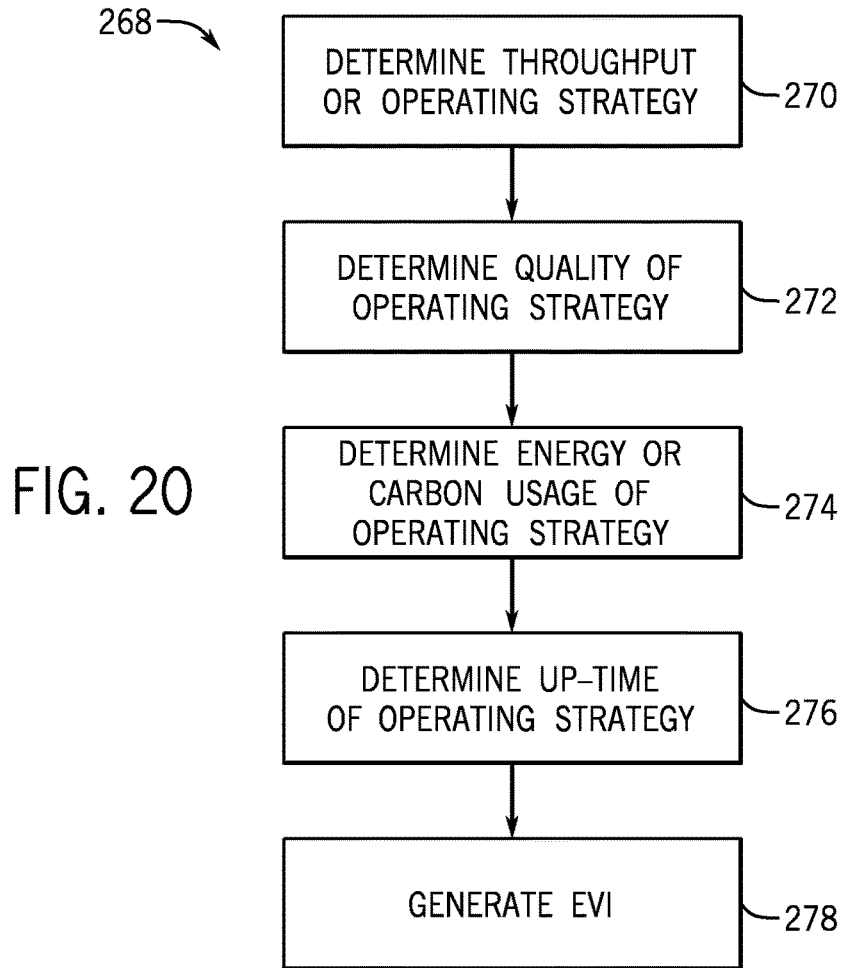 268
DETERMINE THROUGHPUT
OR OPERATING STRATEGY
270
DETERMINE QUALITY OF
OPERATING STRATEGY
272
DETERMINE ENERGY OR
CARBON USAGE OF
OPERATING STRATEGY
274
FIG. 20
DETERMINE UP–TIME
OF OPERATING STRATEGY
276
GENERATE EVI
278